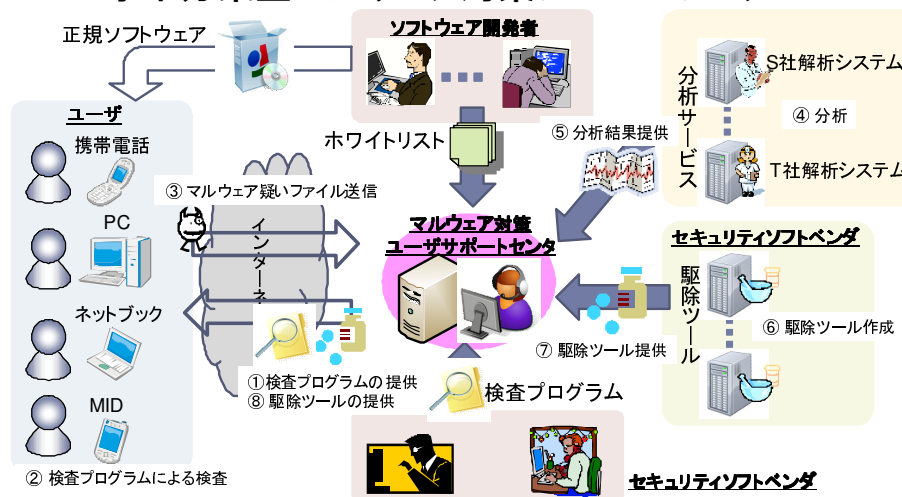 正規ソフトウェア
ソフトウェア開発者
S社解析システム
分析サービス
④ 分析
T社解析システム
ホワイトリスト
⑤ 分析結果提供
ユーザ
携帯電話
③ マルウェア疑いファイル送信
PC
インターネ
マルウェア対策
ユーザサポートセンタ
セキュリティソフトベンダ
駆除ツール
⑥ 駆除ツール作成
ネットブック
⑦ 駆除ツール提供
①検査プログラムの 提供
⑧ 駆除ツールの提供
検査プログラム
MID
② 検査プログラムによる検査
セキュリティソフトベンダ